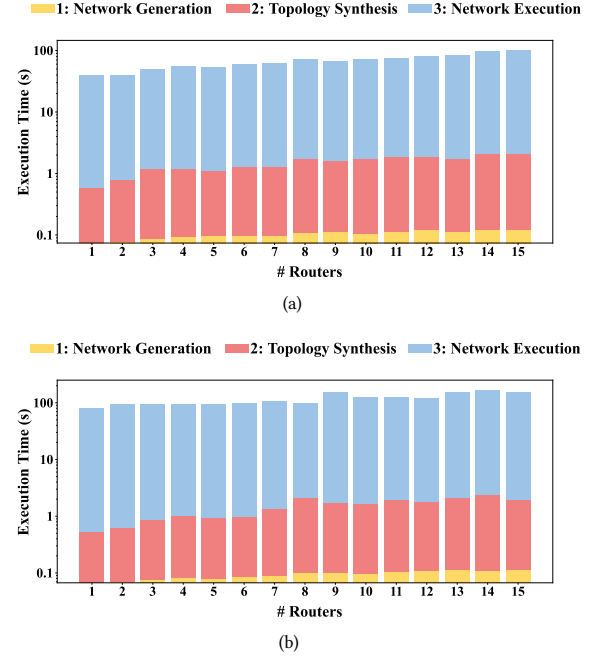 1: Network Generation 2: Topology Synthesis 3: Network Execution
Execution Time (s)
100
10
1
0.1
1 2 3 4 5 6 7 8 9 10 11 12 13 14 15
# Routers
(a)
1: Network Generation 2: Topology Synthesis 3: Network Execution
Execution Time (s)
100
10
1
0.1
1 2 3 4 5 6 7 8 9 10 11 12 13 14 15
# Routers
(b)